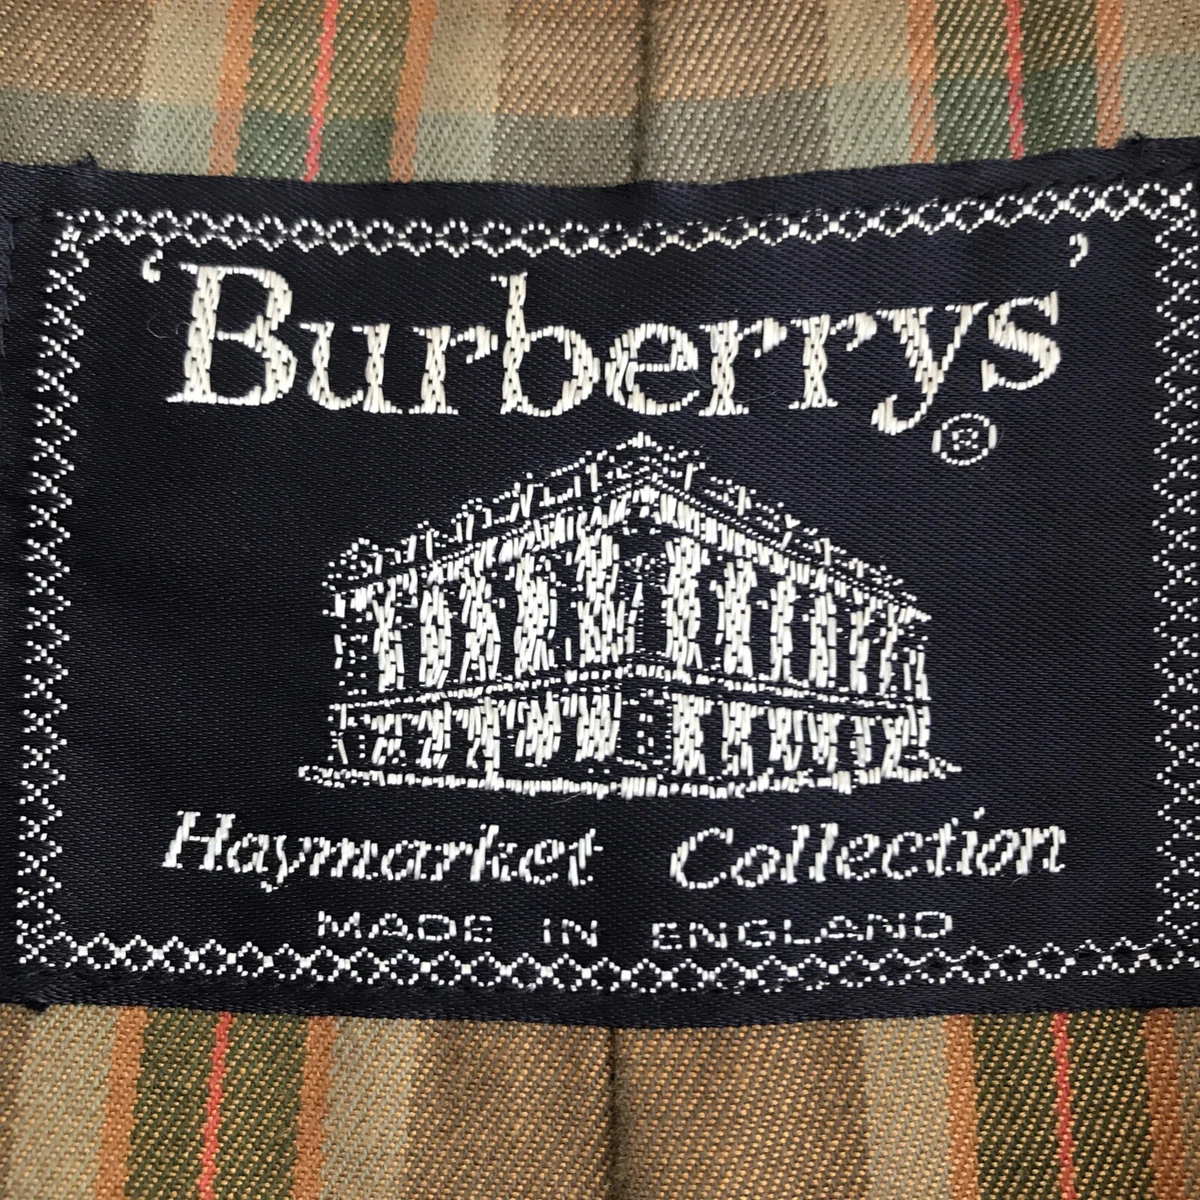 ‘Burberrys’
®
Haymarket Collection
MADE IN ENGLAND